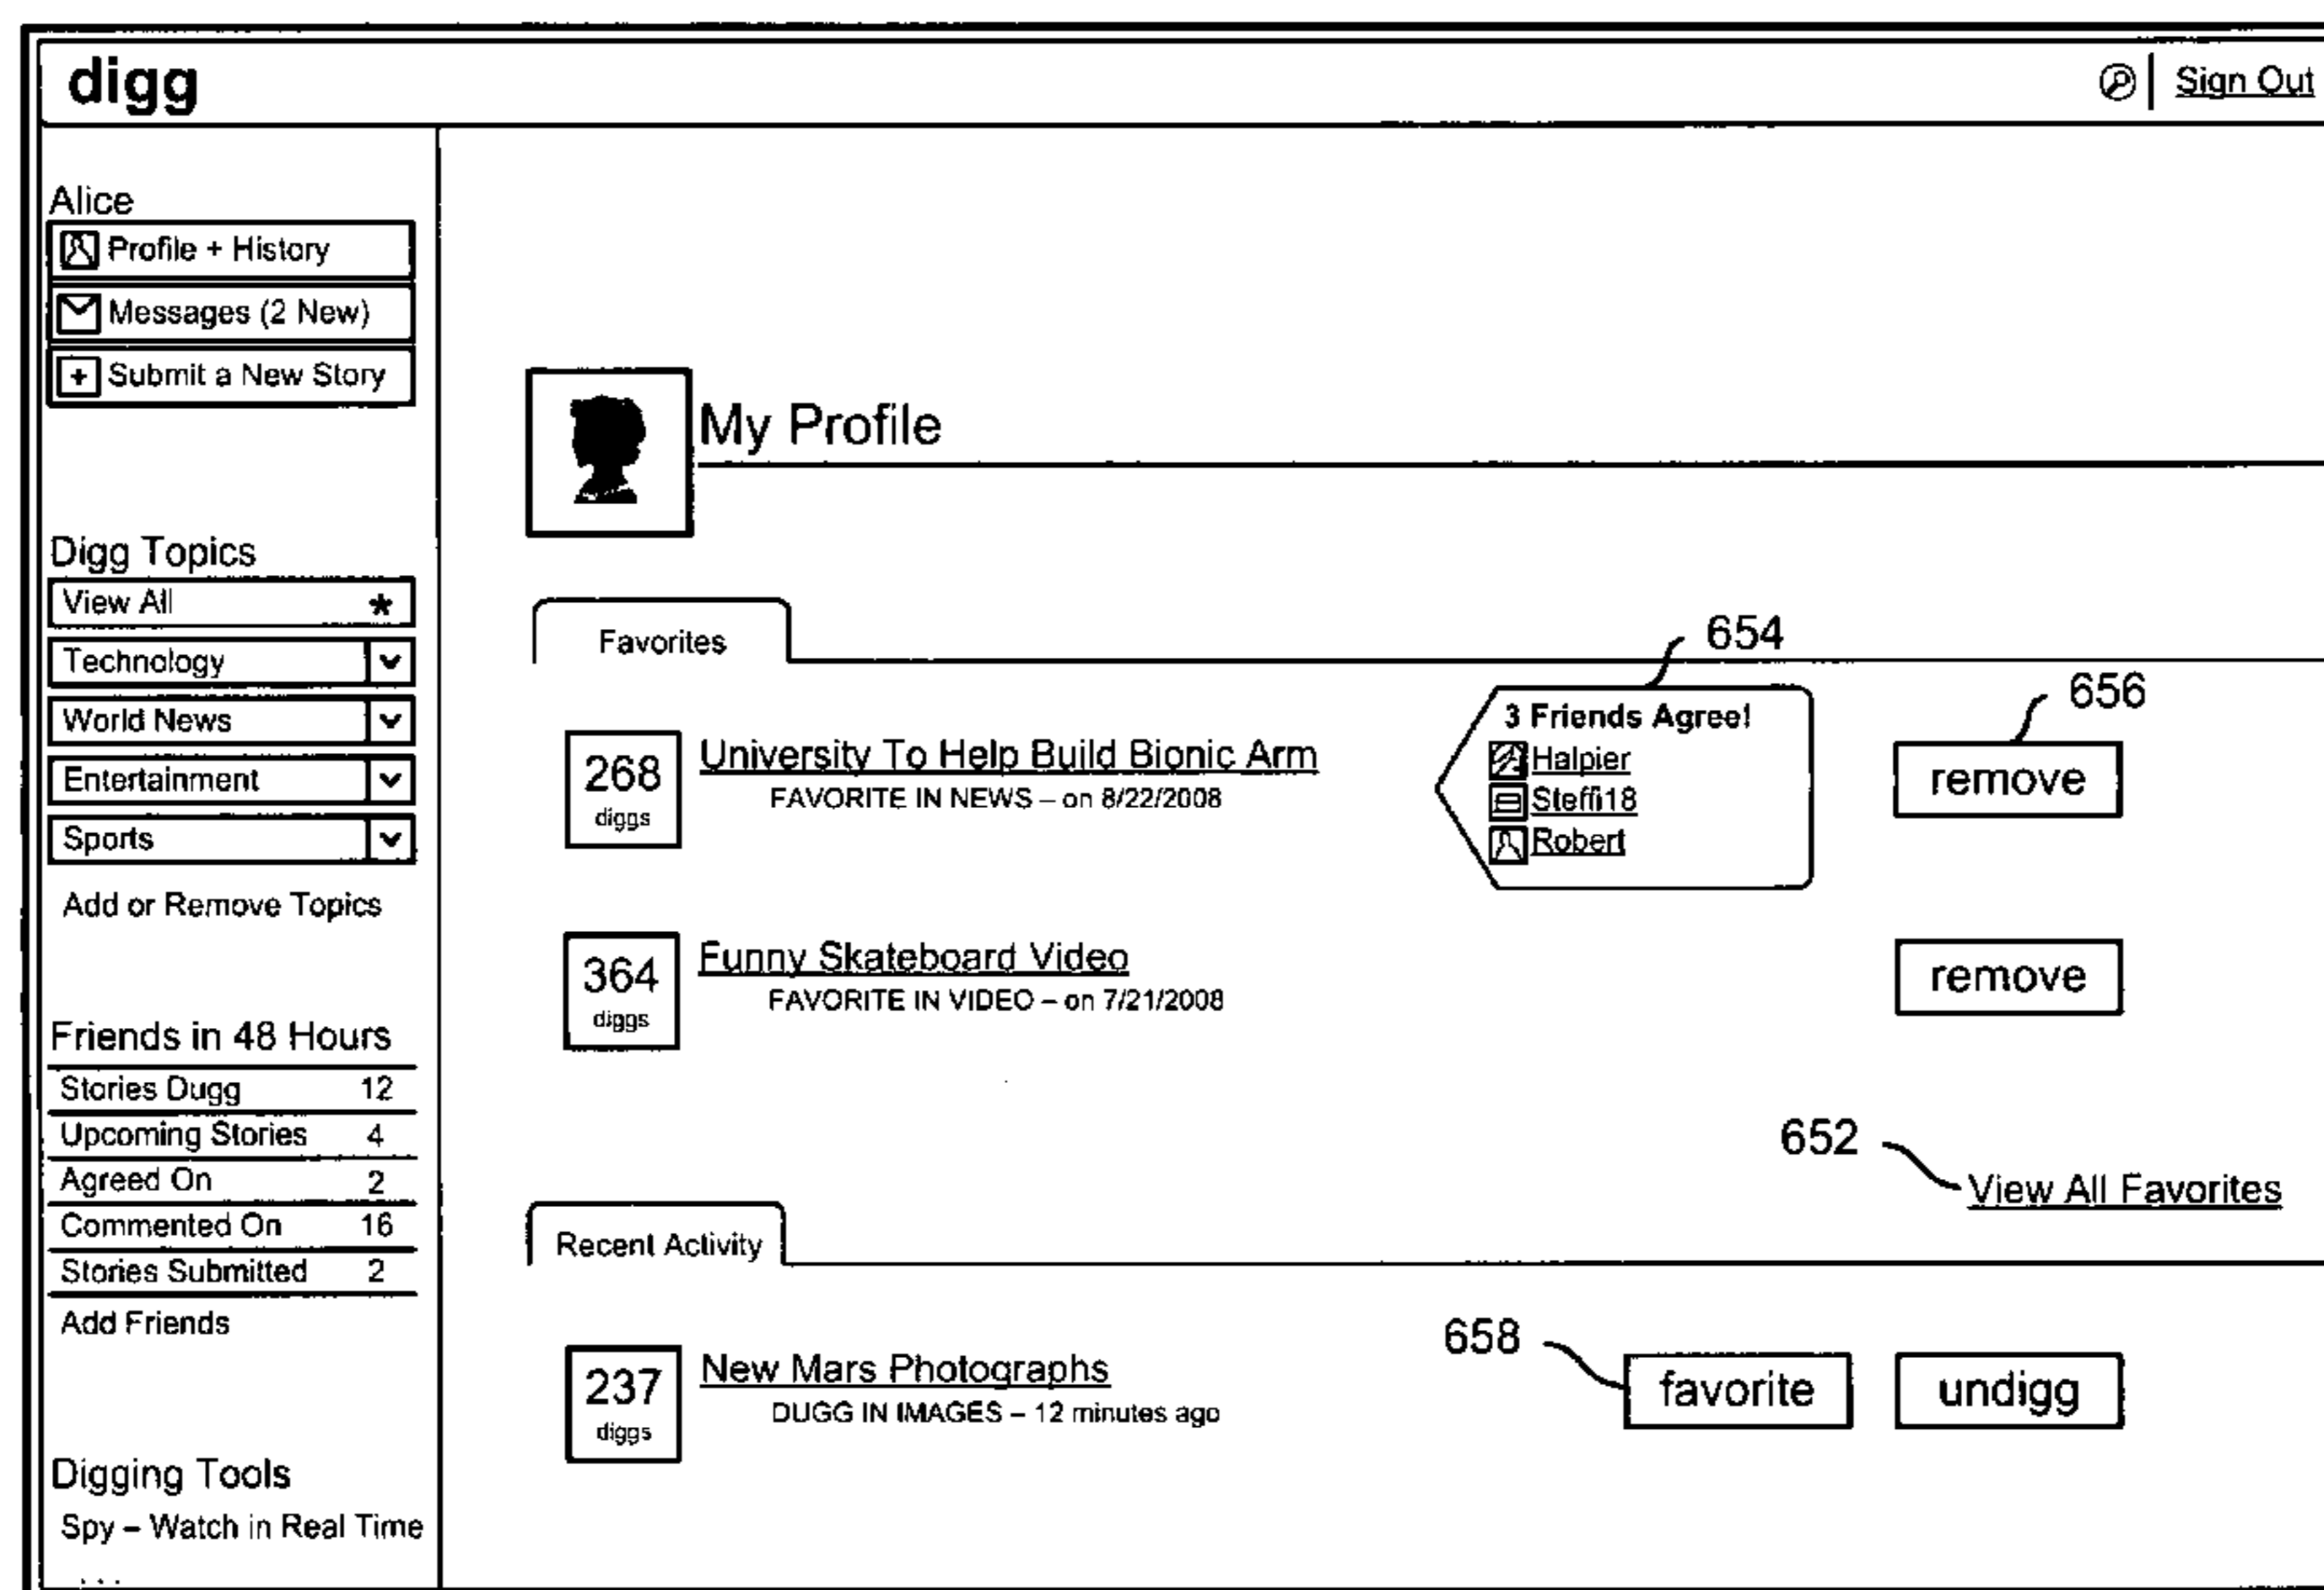 digg
Sign Out
Alice
Profile + History
Messages (2 New)
+ Submit a New Story
Digg Topics
View All *
Technology
World News
Entertainment
Sports
Add or Remove Topics
Friends in 48 Hours
Stories Dugg 12
Upcoming Stories 4
Agreed On 2
Commented On 16
Stories Submitted 2
Add Friends
Digging Tools
Spy – Watch in Real Time
. . .
My Profile
Favorites
654
656
268 diggs
University To Help Build Bionic Arm
FAVORITE IN NEWS – on 8/22/2008
3 Friends Agree!
Halpier
Steffi18
Robert
remove
364 diggs
Funny Skateboard Video
FAVORITE IN VIDEO – on 7/21/2008
remove
652
View All Favorites
Recent Activity
237 diggs
New Mars Photographs
DUGG IN IMAGES – 12 minutes ago
658
favorite
undigg